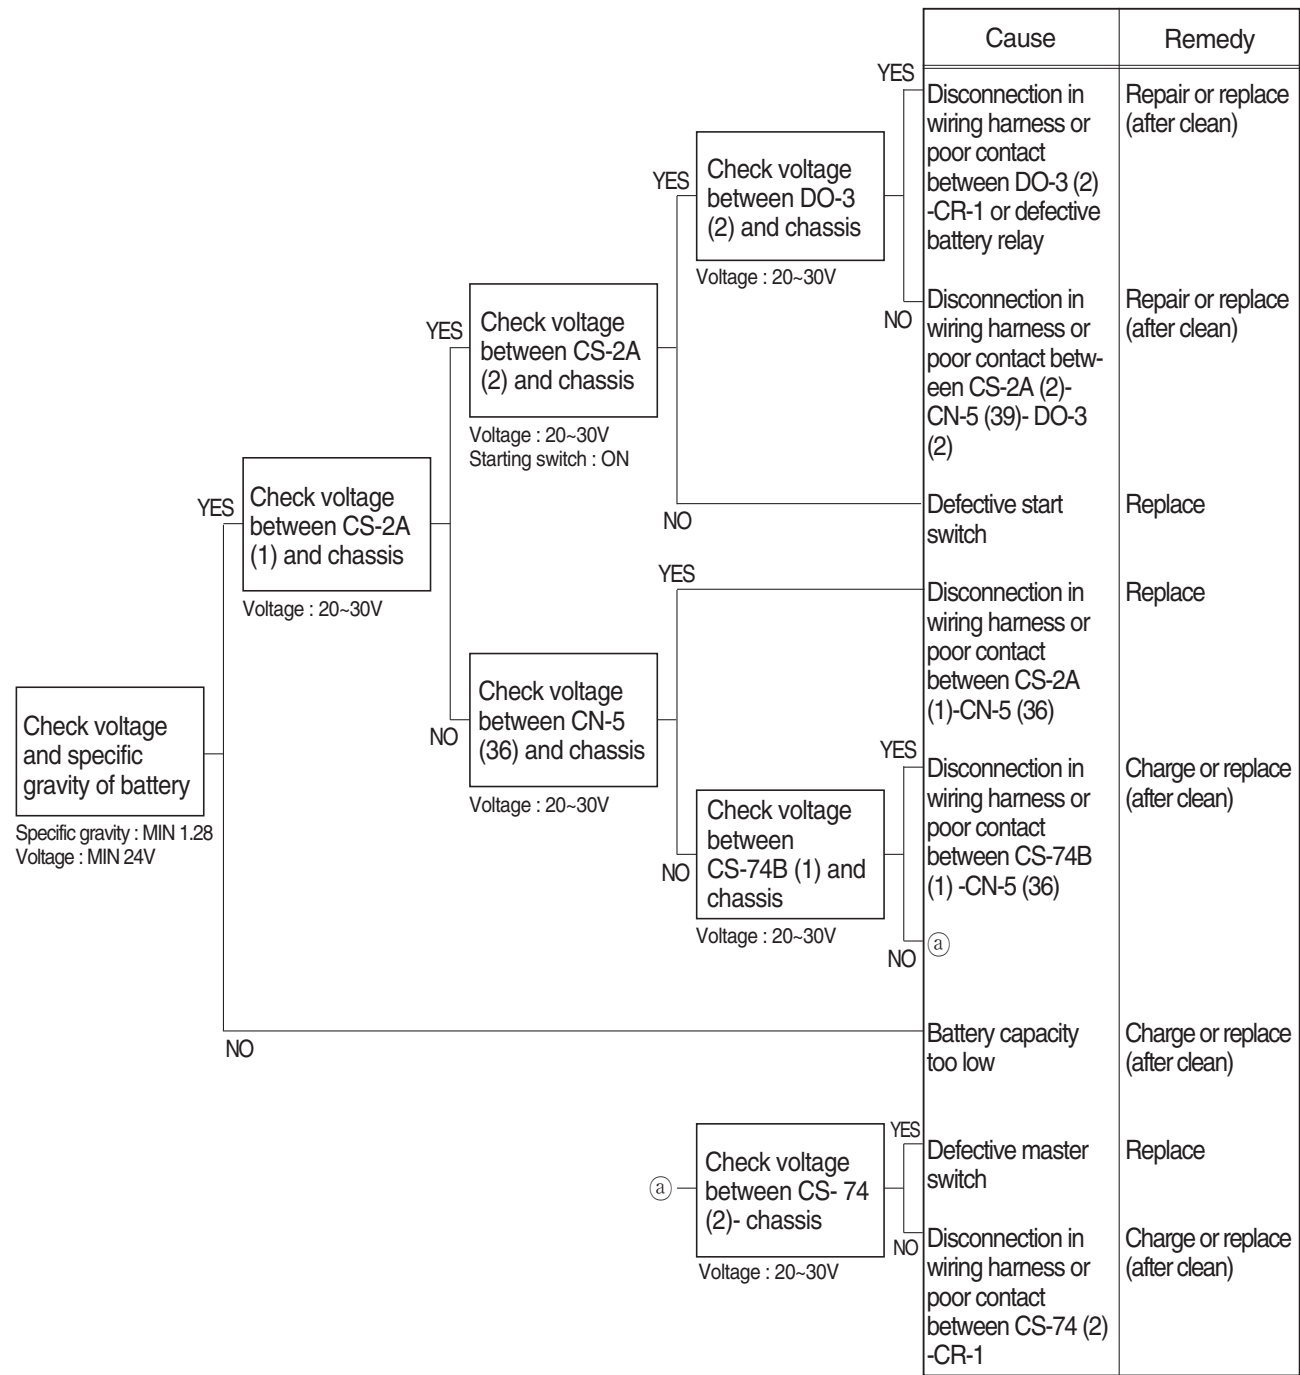 Cause
Remedy
YES
Disconnection in
wiring harness or
poor contact
between DO-3 (2)
-CR-1 or defective
battery relay
Repair or replace
(after clean)
YES
Check voltage
between DO-3
(2) and chassis
Voltage : 20~30V
NO
Disconnection in
wiring harness or
poor contact betw-
een CS-2A (2)-
CN-5 (39)- DO-3
(2)
Repair or replace
(after clean)
YES
Check voltage
between CS-2A
(2) and chassis
Voltage : 20~30V
Starting switch : ON
NO
Defective start
switch
Replace
YES
Check voltage
between CS-2A
(1) and chassis
Voltage : 20~30V
YES
Disconnection in
wiring harness or
poor contact
between CS-2A
(1)-CN-5 (36)
Replace
NO
Check voltage
between CN-5
(36) and chassis
Voltage : 20~30V
Check voltage
and specific
gravity of battery
Specific gravity : MIN 1.28
Voltage : MIN 24V
YES
Disconnection in
wiring harness or
poor contact
between CS-74B
(1) -CN-5 (36)
Charge or replace
(after clean)
NO
Check voltage
between
CS-74B (1) and
chassis
Voltage : 20~30V
NO
ⓐ
NO
Battery capacity
too low
Charge or replace
(after clean)
ⓐ
Check voltage
between CS- 74
(2)- chassis
Voltage : 20~30V
YES
Defective master
switch
Replace
NO
Disconnection in
wiring harness or
poor contact
between CS-74 (2)
-CR-1
Charge or replace
(after clean)